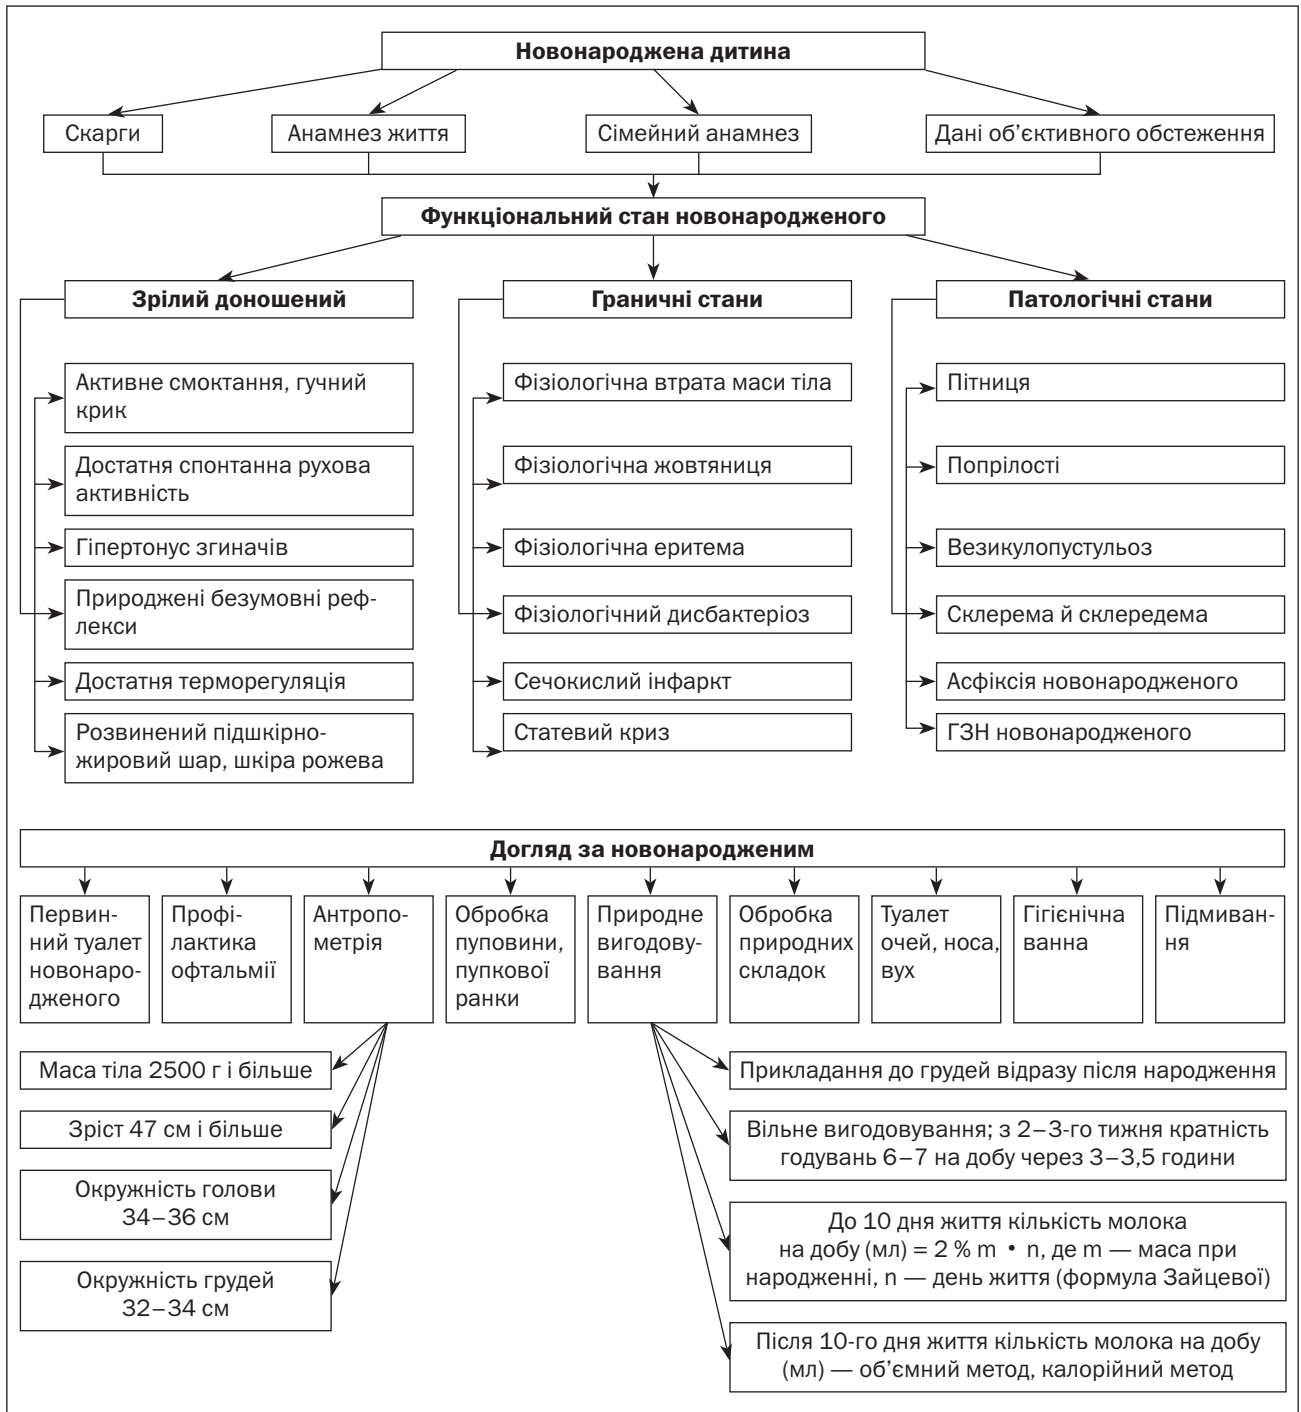 Новонароджена дитина
Скарги
Анамнез життя
Сімейний анамнез
Дані об’єктивного обстеження
Функціональний стан новонародженого
Зрілий доношений
Активне смоктання, гучний
крик
Достатня спонтанна рухова
активність
Гіпертонус згиначів
Природжені безумовні реф-
лекси
Достатня терморегуляція
Розвинений підшкірно-
жировий шар, шкіра рожева
Граничні стани
Фізіологічна втрата маси тіла
Фізіологічна жовтяниця
Фізіологічна еритема
Фізіологічний дисбактеріоз
Сечокислий інфаркт
Статевий криз
Патологічні стани
Пітниця
Попрілості
Везикулопустульоз
Склерема й склередема
Асфіксія новонародженого
ГЗН новонародженого
Догляд за новонародженим
Первин-
ний туалет
новонаро-
дженого
Профі-
лактика
офтальмії
Антропо-
метрія
Обробка
пуповини,
пупкової
ранки
Природне
вигодову-
вання
Обробка
природних
складок
Туалет
очей, носа,
вух
Гігієнічна
ванна
Підмиван-
ня
Маса тіла 2500 г і більше
Зріст 47 см і більше
Окружність голови
34–36 см
Окружність грудей
32–34 см
Прикладання до грудей відразу після народження
Вільне вигодовування; з 2–3-го тижня кратність
годувань 6–7 на добу через 3–3,5 години
До 10 дня життя кількість молока
на добу (мл) = 2 % m • n, де m — маса при
народженні, n — день життя (формула Зайцевої)
Після 10-го дня життя кількість молока на добу
(мл) — об’ємний метод, калорійний метод